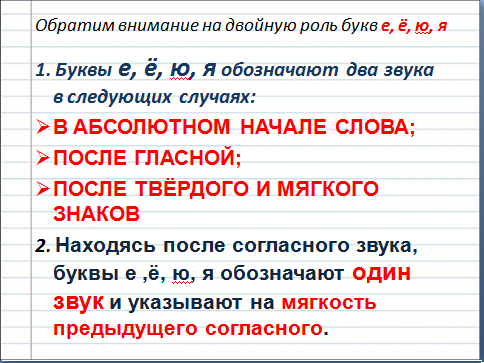 Обратим внимание на двойную роль букв е, ё, ю, я
1. Буквы е, ё, ю, я обозначают два звука
в следующих случаях:
➢В АБСОЛЮТНОМ НАЧАЛЕ СЛОВА;
➢ПОСЛЕ ГЛАСНОЙ;
➢ПОСЛЕ ТВЁРДОГО И МЯГКОГО
ЗНАКОВ
2. Находясь после согласного звука,
буквы е ,ё, ю, я обозначают один
звук и указывают на мягкость
предыдущего согласного.